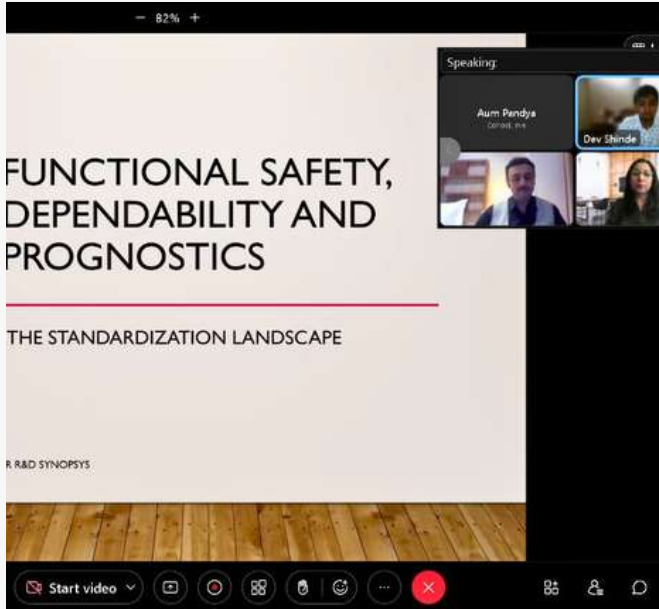 82%
Speaking:
Aum Pandya
Dev Shinde
FUNCTIONAL SAFETY,
DEPENDABILITY AND
PROGNOSTICS
THE STANDARDIZATION LANDSCAPE
R R&D SYNOPSYS
Start video